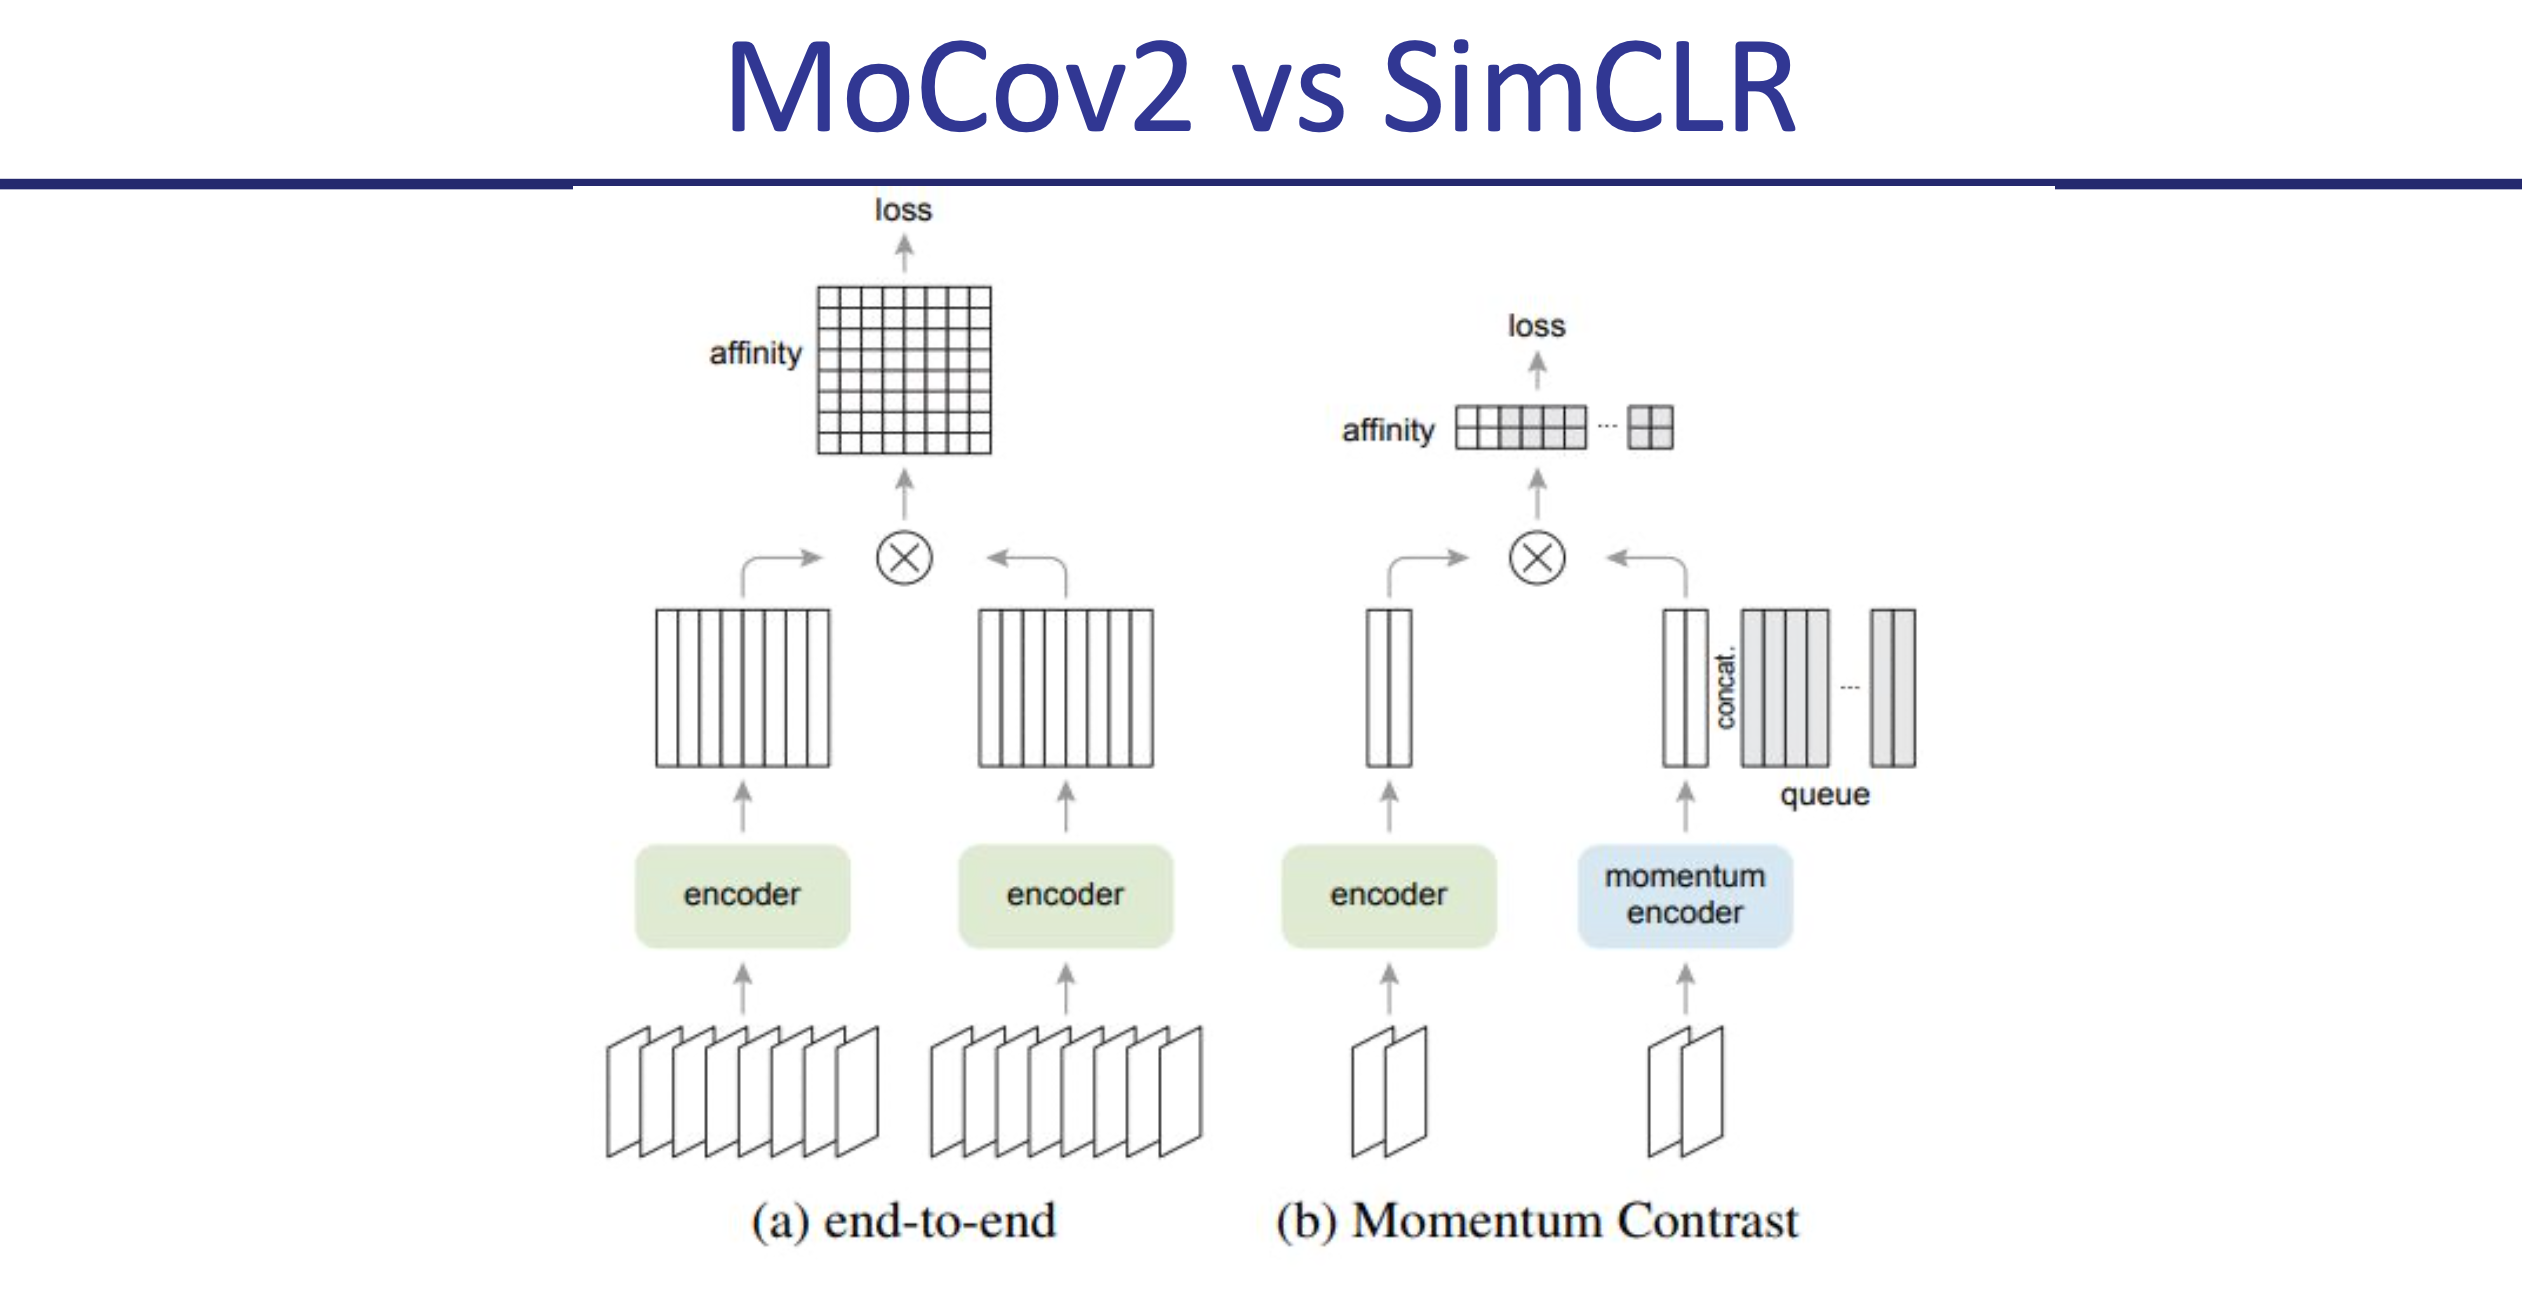 MoCov2 vs SimCLR
loss
affinity
encoder
encoder
(a) end-to-end
loss
affinity
...
concat.
...
queue
encoder
momentum
encoder
(b) Momentum Contrast